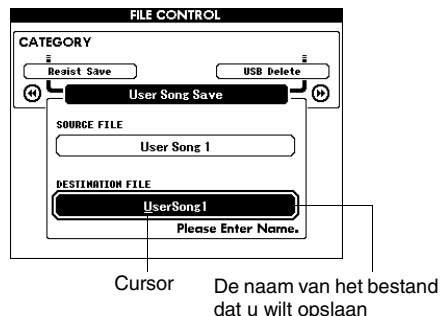 FILE CONTROL
CATEGORY
Regist Save
USB Delete
User Song Save
SOURCE FILE
User Song 1
DESTINATION FILE
UserSong1
Please Enter Name.
Cursor
De naam van het bestand
dat u wilt opslaan